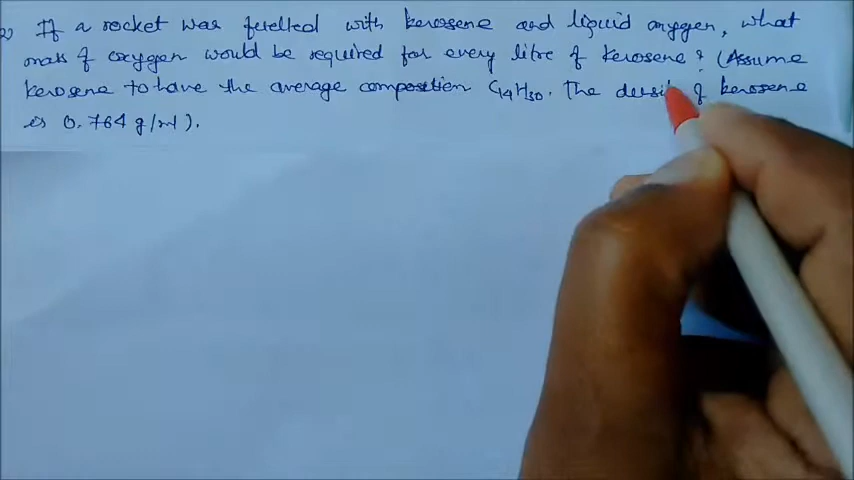 If a rocket was fuelled with kerosene and liquid oxygen, what
mass of oxygen would be required for every litre of kerosene ? (Assume
kerosene to have the average composition C14H30. The of kerosene
is 0.764 g/ml).